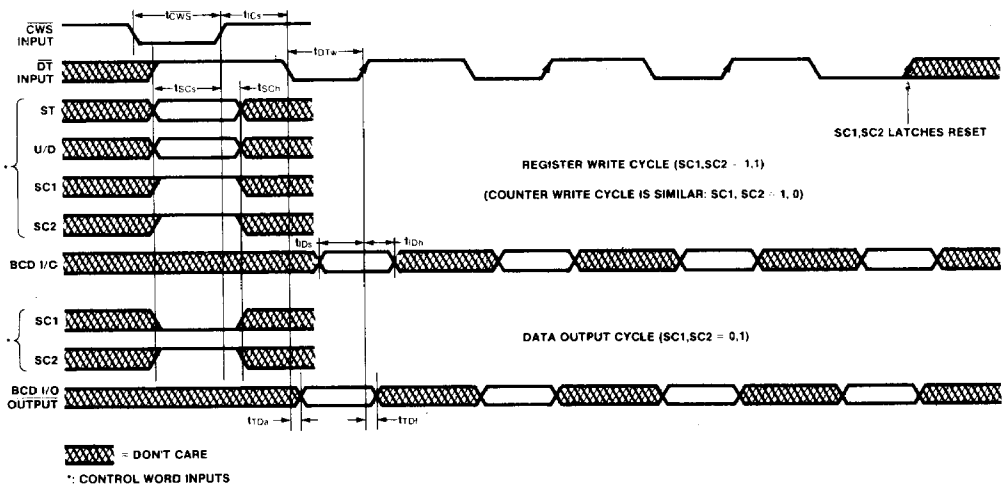 tCWS
tICs
CWS
INPUT
tDTw
DT
INPUT
tSCs
tSCh
ST
SC1,SC2 LATCHES RESET
U/D
REGISTER WRITE CYCLE (SC1,SC2 = 1,1)
*
SC1
(COUNTER WRITE CYCLE IS SIMILAR: SC1, SC2 = 1, 0)
SC2
tIDs
tIDh
BCD I/O
SC1
DATA OUTPUT CYCLE (SC1,SC2 = 0,1)
*
SC2
BCD I/O
OUTPUT
tTDa
tTDf
= DON'T CARE
*: CONTROL WORD INPUTS